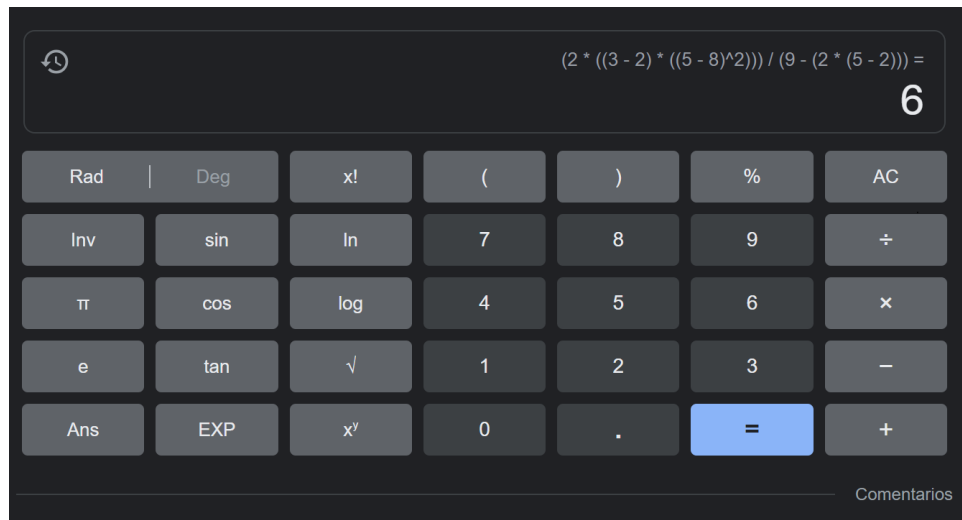 (2 * ((3 - 2) * ((5 - 8)^2))) / (9 - (2 * (5 - 2))) =
6
Rad | Deg x! ( ) % AC
Inv sin ln 7 8 9 ÷
π cos log 4 5 6 ×
e tan √ 1 2 3 −
Ans EXP xʸ 0 . = +
Comentarios